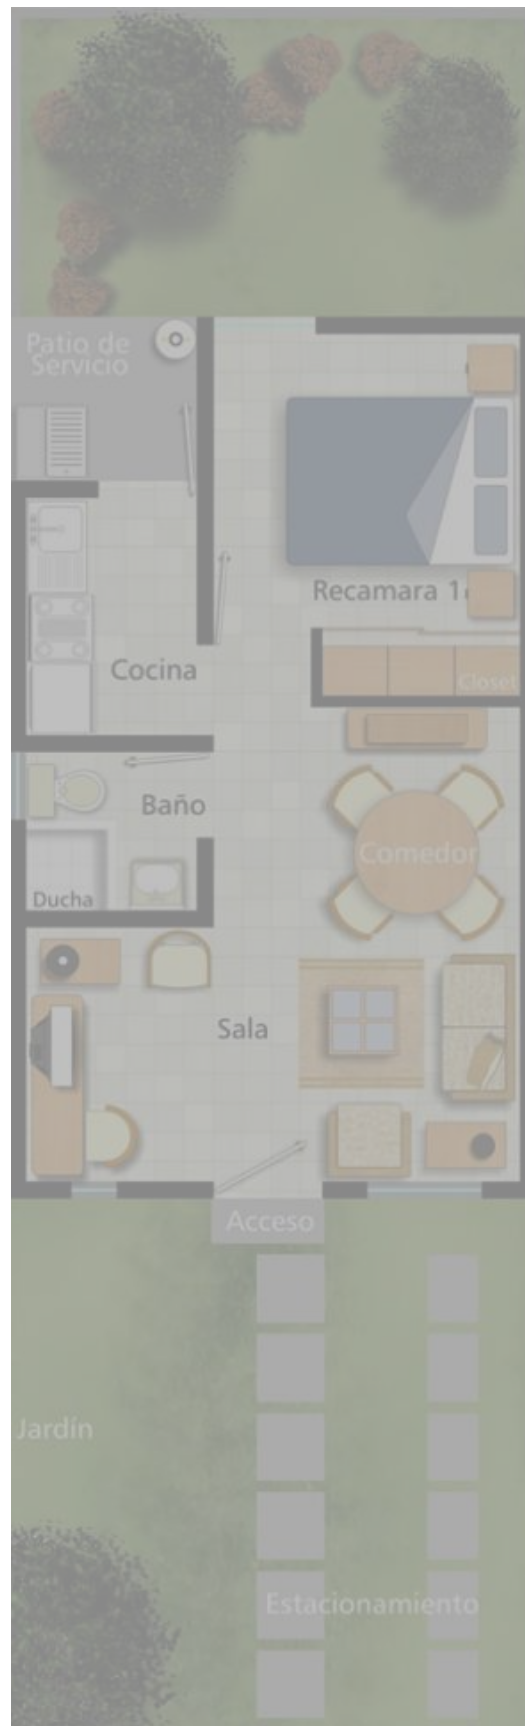 Patio de
Servicio
Recamara 1
Cocina
Closet
Baño
Comedor
Ducha
Sala
Acceso
Jardín
Estacionamiento